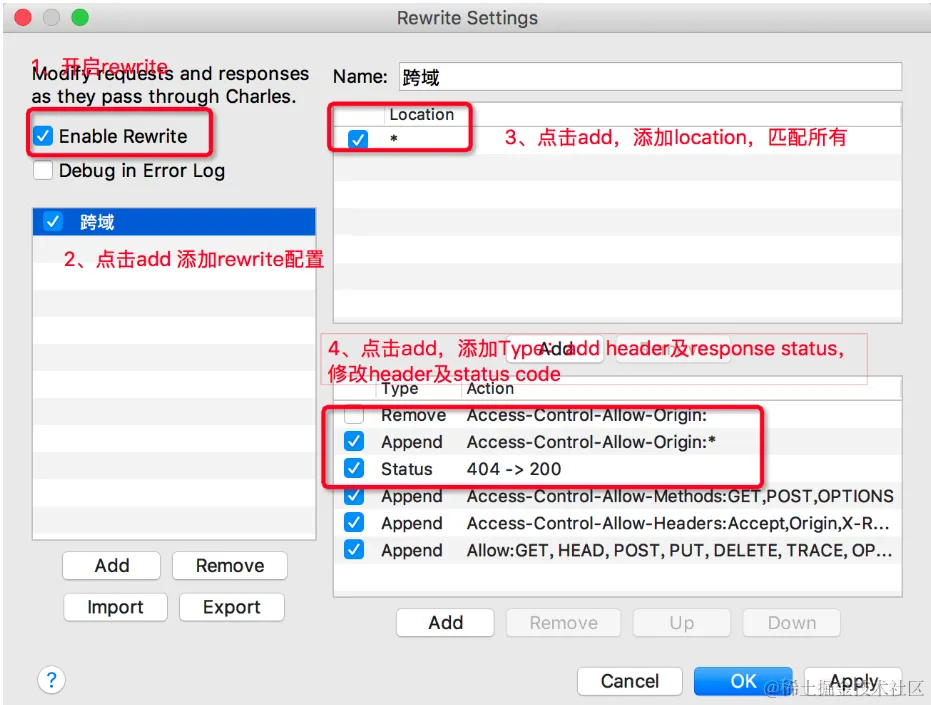 Rewrite Settings
1、开启rewrite
Modify requests and responses
as they pass through Charles.
Enable Rewrite
Debug in Error Log
跨域
2、点击add 添加rewrite配置
Add
Remove
Import
Export
Name: 跨域
Location
*
3、点击add，添加location，匹配所有
Add
4、点击add，添加Type：add header及response status，
修改header及status code
Type Action
Remove Access-Control-Allow-Origin:
Append Access-Control-Allow-Origin:*
Status 404 -> 200
Append Access-Control-Allow-Methods:GET,POST,OPTIONS
Append Access-Control-Allow-Headers:Accept,Origin,X-R...
Append Allow:GET, HEAD, POST, PUT, DELETE, TRACE, OP...
Add Remove Up Down
?
Cancel OK Apply
@稀土掘金技术社区